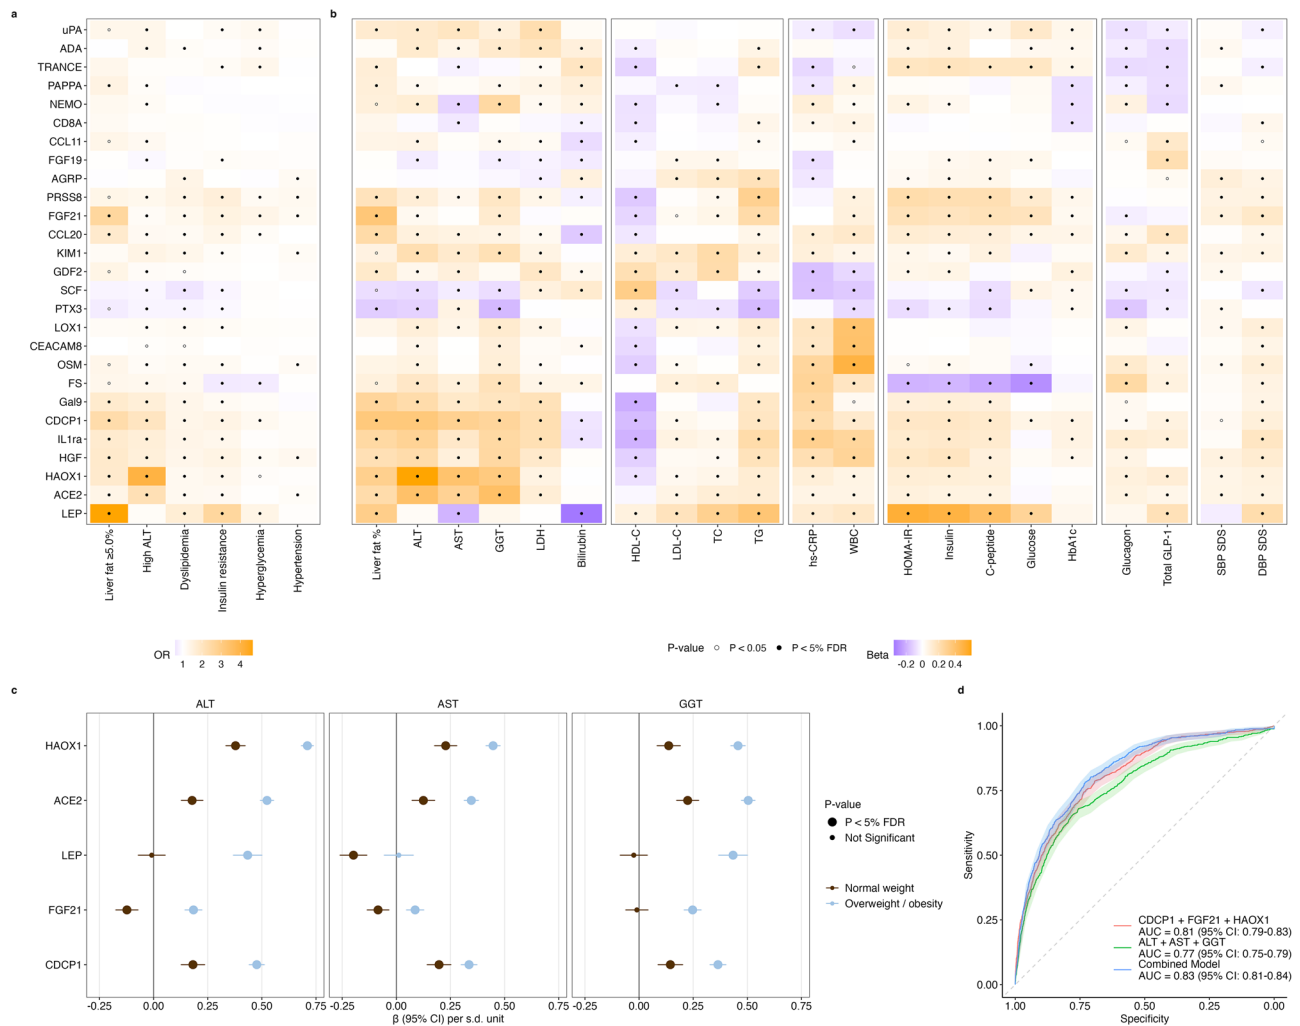 a
b
uPA
ADA
TRANCE
PAPPA
NEMO
CD8A
CCL11
FGF19
AGRP
PRSS8
FGF21
CCL20
KIM1
GDF2
SCF
PTX3
LOX1
CEACAM8
OSM
FS
Gal9
CDCP1
IL1ra
HGF
HAOX1
ACE2
LEP
Liver fat ≥5.0%
High ALT
Dyslipidemia
Insulin resistance
Hyperglycemia
Hypertension
Liver fat %
ALT
AST
GGT
LDH
Bilirubin
HDL-C
LDL-C
TC
TG
hs-CRP
WBC
HOMA-IR
Insulin
C-peptide
Glucose
HbA1c
Glucagon
Total GLP-1
SBP SDS
DBP SDS
OR
1 2 3 4
P-value P < 0.05 P < 5% FDR
Beta
-0.2 0 0.2 0.4
c
ALT
AST
GGT
HAOX1
ACE2
LEP
FGF21
CDCP1
-0.25 0.00 0.25 0.50 0.75
-0.25 0.00 0.25 0.50 0.75
-0.25 0.00 0.25 0.50 0.75
β (95% CI) per s.d. unit
P-value
P < 5% FDR
Not Significant
Normal weight
Overweight / obesity
d
Sensitivity
1.00
0.75
0.50
0.25
0.00
CDCP1 + FGF21 + HAOX1
AUC = 0.81 (95% CI: 0.79-0.83)
ALT + AST + GGT
AUC = 0.77 (95% CI: 0.75-0.79)
Combined Model
AUC = 0.83 (95% CI: 0.81-0.84)
1.00 0.75 0.50 0.25 0.00
Specificity